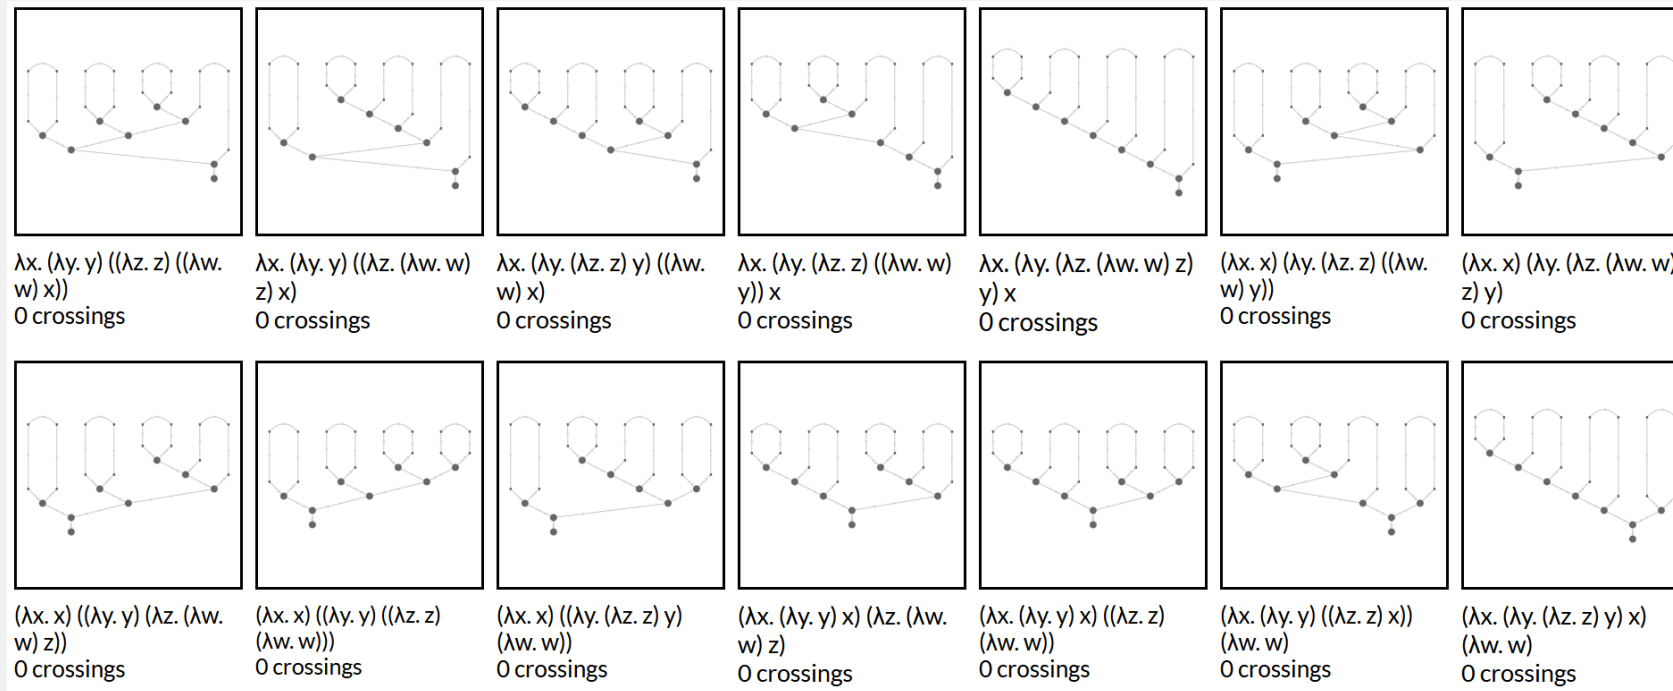 λx. (λy. y) ((λz. z) ((λw.
w) x))
0 crossings
λx. (λy. y) ((λz. (λw. w)
z) x)
0 crossings
λx. (λy. (λz. z) y) ((λw.
w) x)
0 crossings
λx. (λy. (λz. z) ((λw. w)
y)) x
0 crossings
λx. (λy. (λz. (λw. w) z)
y) x
0 crossings
(λx. x) (λy. (λz. z) ((λw.
w) y))
0 crossings
(λx. x) (λy. (λz. (λw. w)
z) y)
0 crossings
(λx. x) ((λy. y) (λz. (λw.
w) z))
0 crossings
(λx. x) ((λy. y) ((λz. z)
(λw. w)))
0 crossings
(λx. x) ((λy. (λz. z) y)
(λw. w))
0 crossings
(λx. (λy. y) x) (λz. (λw.
w) z)
0 crossings
(λx. (λy. y) x) ((λz. z)
(λw. w))
0 crossings
(λx. (λy. y) ((λz. z) x))
(λw. w)
0 crossings
(λx. (λy. (λz. z) y) x)
(λw. w)
0 crossings